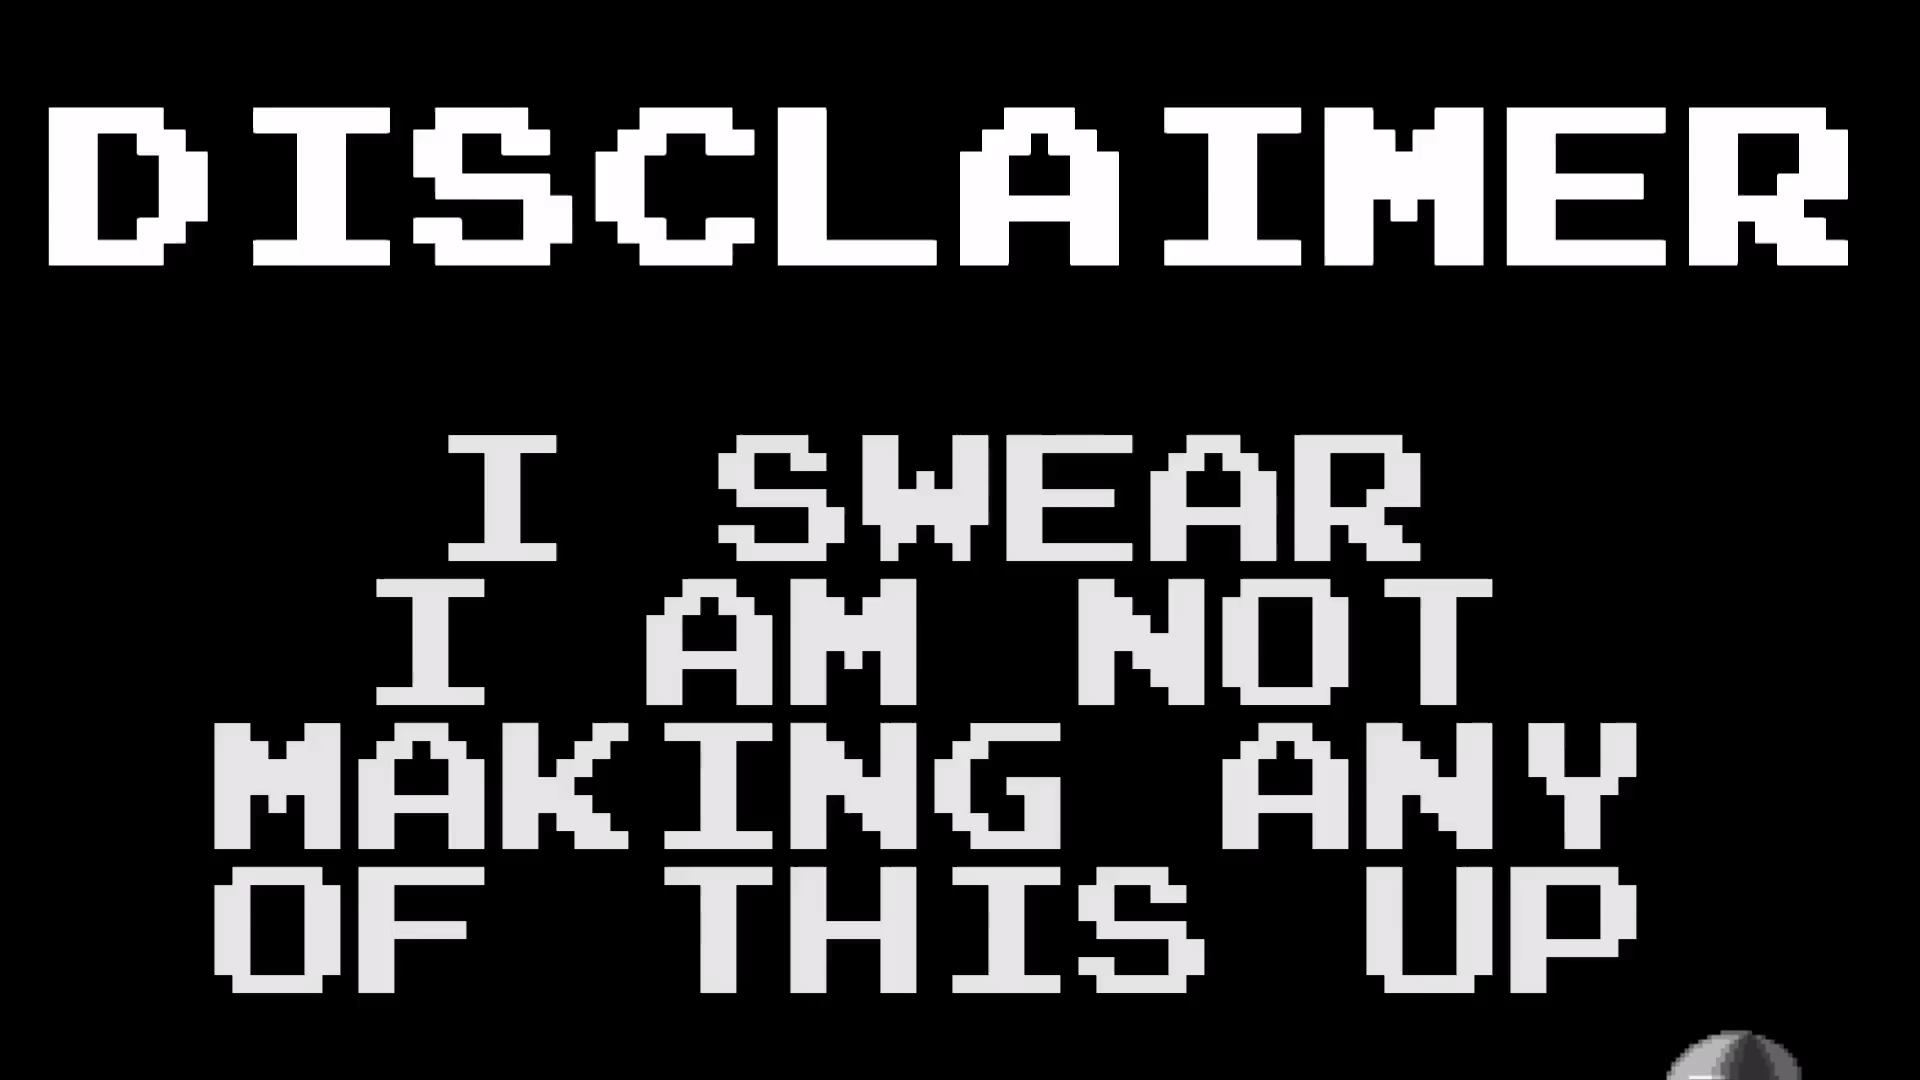 DISCLAIMER
I SWEAR
I AM NOT
MAKING ANY
OF THIS UP